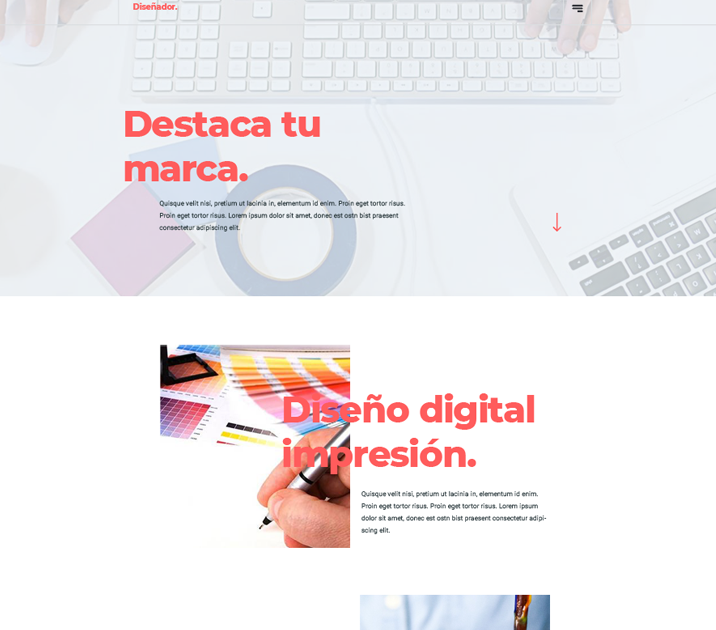 Diseñador.
Destaca tu
marca.
Quisque velit nisi, pretium ut lacinia in, elementum id enim. Proin eget tortor risus.
Proin eget tortor risus. Lorem ipsum dolor sit amet, donec est ostn bist praesent
consectetur adipiscing elit.
Diseño digital
impresión.
Quisque velit nisi, pretium ut lacinia in, elementum id enim.
Proin eget tortor risus. Proin eget tortor risus. Lorem ipsum
dolor sit amet, donec est ostn bist praesent consectetur adipi-
scing elit.